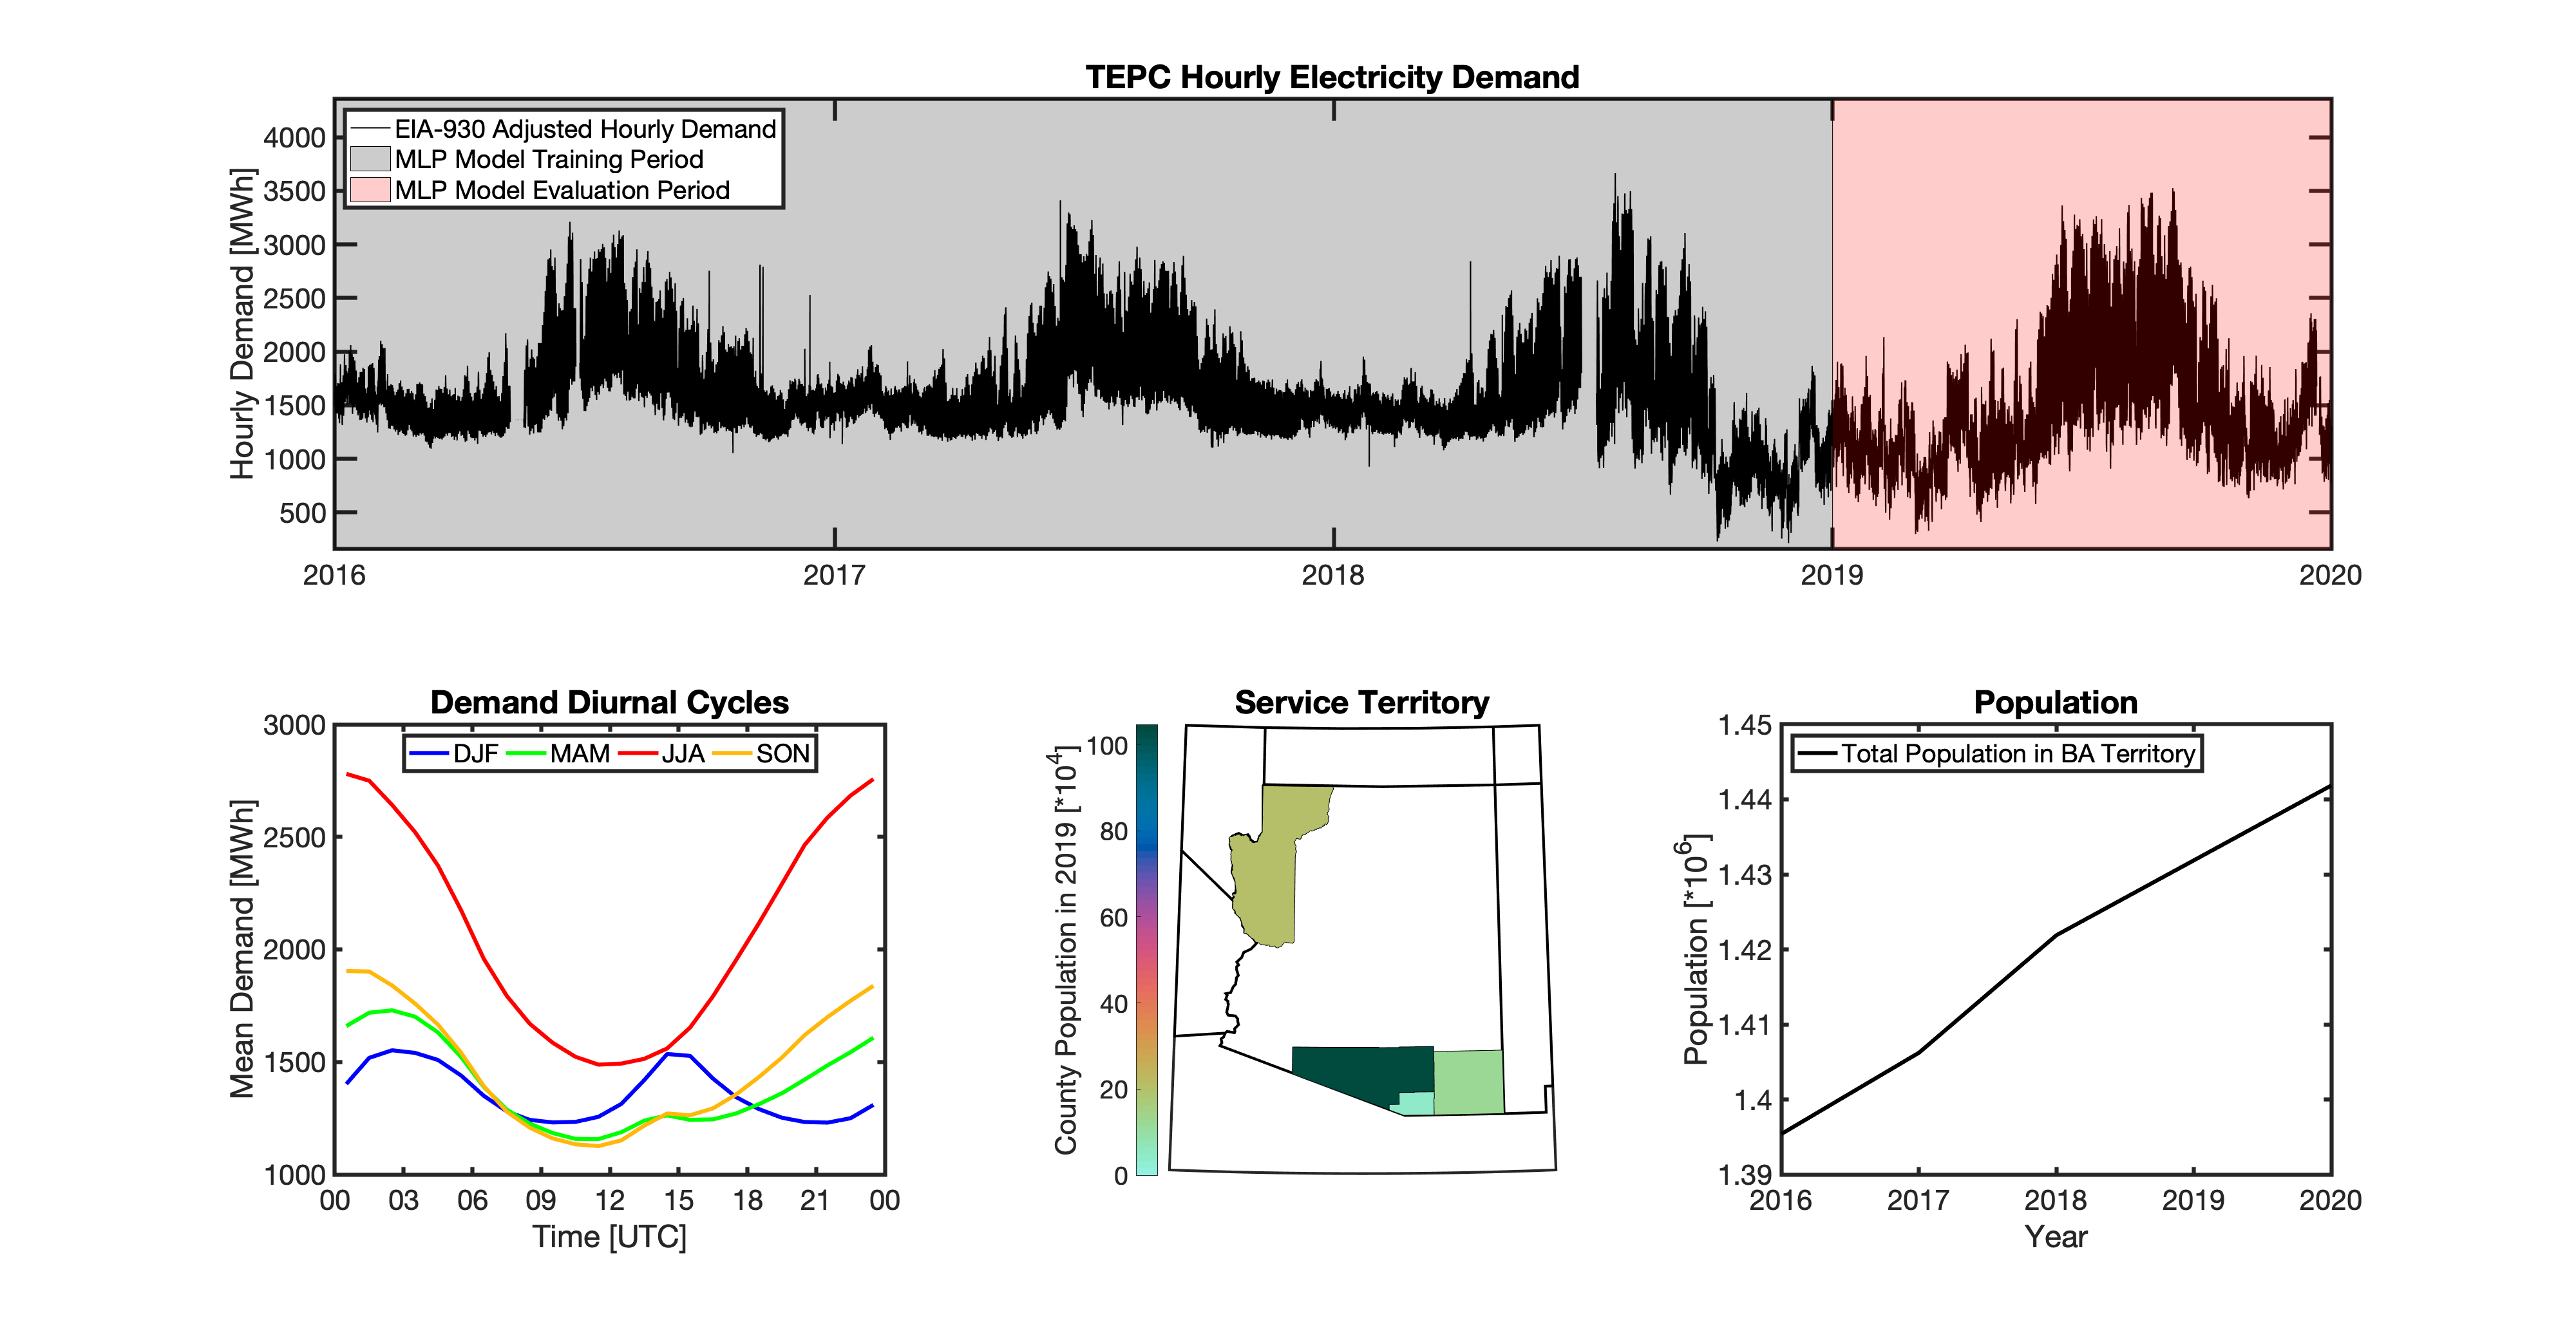 TEPC Hourly Electricity Demand
EIA-930 Adjusted Hourly Demand
MLP Model Training Period
MLP Model Evaluation Period
Hourly Demand [MWh]
4000
3500
3000
2500
2000
1500
1000
500
2016 2017 2018 2019 2020
Demand Diurnal Cycles
DJF MAM JJA SON
Mean Demand [MWh]
3000
2500
2000
1500
1000
00 03 06 09 12 15 18 21 00
Time [UTC]
Service Territory
County Population in 2019 [*10^4]
100
80
60
40
20
0
Population
Total Population in BA Territory
Population [*10^6]
1.45
1.44
1.43
1.42
1.41
1.4
1.39
2016 2017 2018 2019 2020
Year